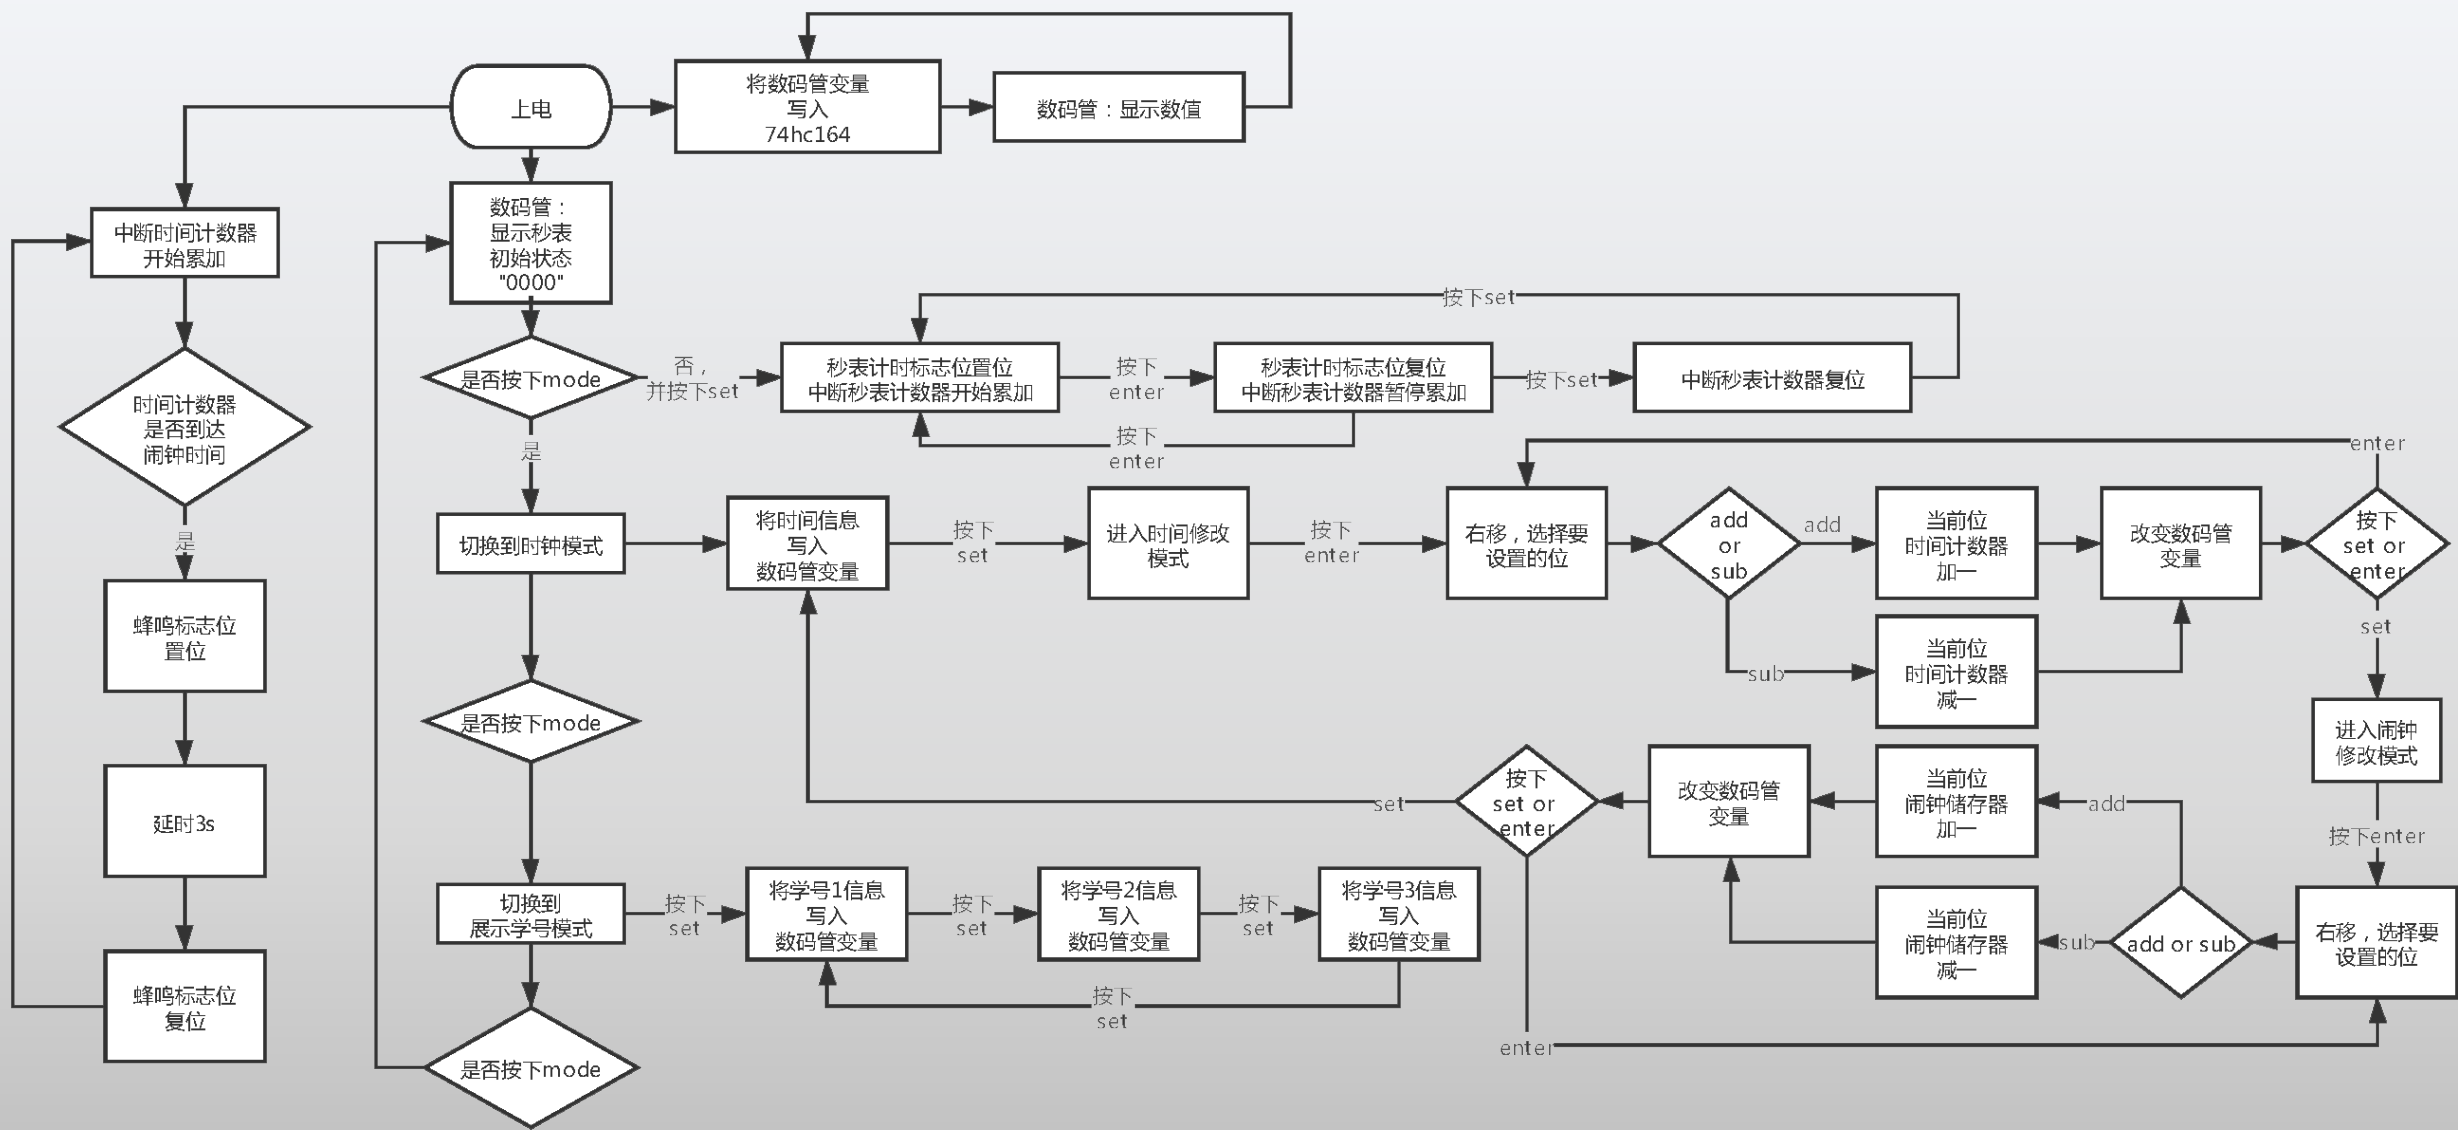 上电
将数码管变量
写入
74hc164
数码管：显示数值
中断时间计数器
开始累加
时间计数器
是否到达
闹钟时间
是
蜂鸣标志位
置位
延时3s
蜂鸣标志位
复位
数码管：
显示秒表
初始状态
"0000"
是否按下mode
否，
并按下set
秒表计时标志位置位
中断秒表计数器开始累加
按下
enter
秒表计时标志位复位
中断秒表计数器暂停累加
按下set
中断秒表计数器复位
按下set
按下
enter
是
切换到时钟模式
将时间信息
写入
数码管变量
按下
set
进入时间修改
模式
按下
enter
右移，选择要
设置的位
add
or
sub
add
当前位
时间计数器
加一
sub
当前位
时间计数器
减一
改变数码管
变量
按下
set or
enter
enter
set
进入闹钟
修改模式
按下enter
右移，选择要
设置的位
add or sub
add
当前位
闹钟储存器
加一
sub
当前位
闹钟储存器
减一
改变数码管
变量
按下
set or
enter
set
enter
是否按下mode
切换到
展示学号模式
按下
set
将学号1信息
写入
数码管变量
按下
set
将学号2信息
写入
数码管变量
按下
set
将学号3信息
写入
数码管变量
按下
set
是否按下mode